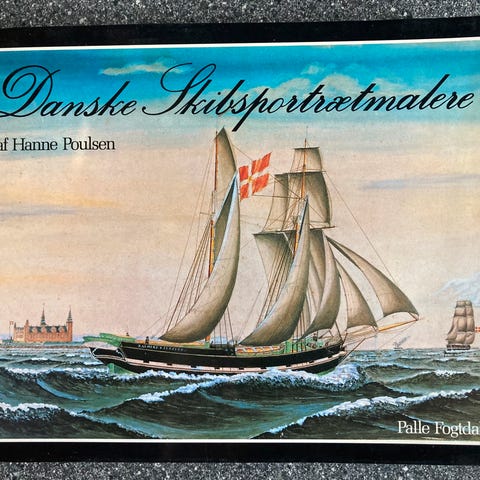 Danske Skibsportrætmalere
af Hanne Poulsen
Palle Fogtda